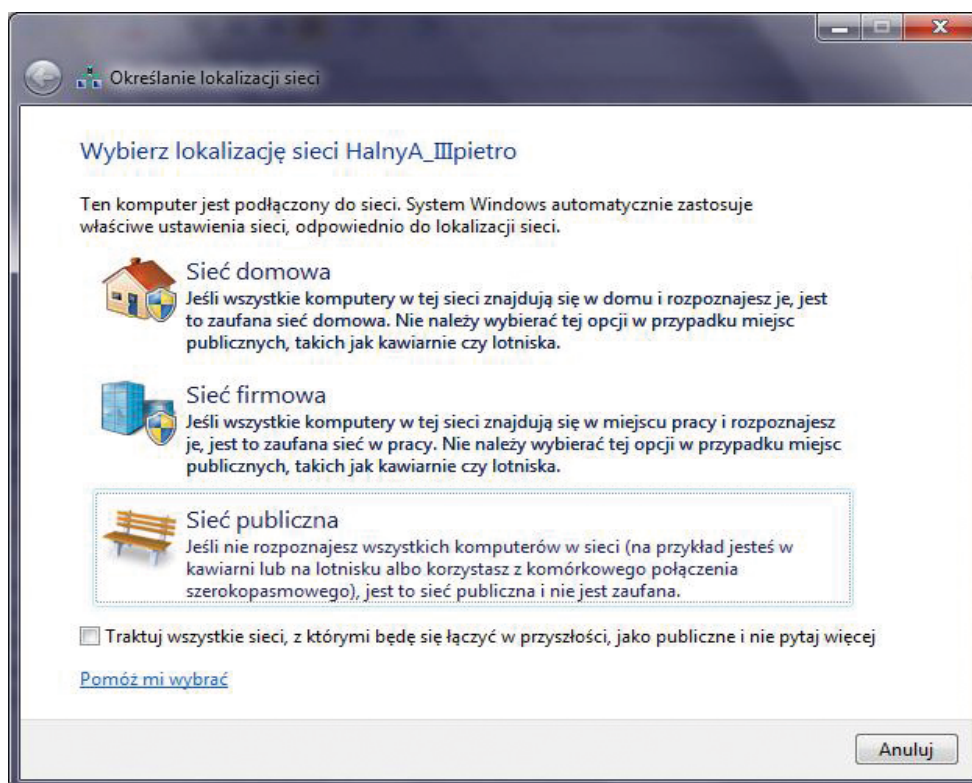 Określanie lokalizacji sieci
Wybierz lokalizację sieci HalnyA_IIIpietro
Ten komputer jest podłączony do sieci. System Windows automatycznie zastosuje
właściwe ustawienia sieci, odpowiednio do lokalizacji sieci.
Sieć domowa
Jeśli wszystkie komputery w tej sieci znajdują się w domu i rozpoznajesz je, jest
to zaufana sieć domowa. Nie należy wybierać tej opcji w przypadku miejsc
publicznych, takich jak kawiarnie czy lotniska.
Sieć firmowa
Jeśli wszystkie komputery w tej sieci znajdują się w miejscu pracy i rozpoznajesz
je, jest to zaufana sieć w pracy. Nie należy wybierać tej opcji w przypadku miejsc
publicznych, takich jak kawiarnie czy lotniska.
Sieć publiczna
Jeśli nie rozpoznajesz wszystkich komputerów w sieci (na przykład jesteś w
kawiarni lub na lotnisku albo korzystasz z komórkowego połączenia
szerokopasmowego), jest to sieć publiczna i nie jest zaufana.
Traktuj wszystkie sieci, z którymi będę się łączyć w przyszłości, jako publiczne i nie pytaj więcej
Pomóż mi wybrać
Anuluj